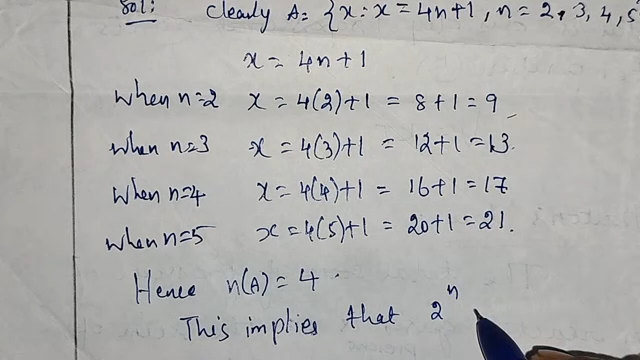 Sol: Clearly A = {x : x = 4n+1, n = 2, 3, 4, 5
x = 4n+1
When n=2 x = 4(2)+1 = 8+1 = 9
When n=3 x = 4(3)+1 = 12+1 = 13.
When n=4 x = 4(4)+1 = 16+1 = 17
When n=5 x = 4(5)+1 = 20+1 = 21.
Hence n(A) = 4.
This implies that 2ⁿ